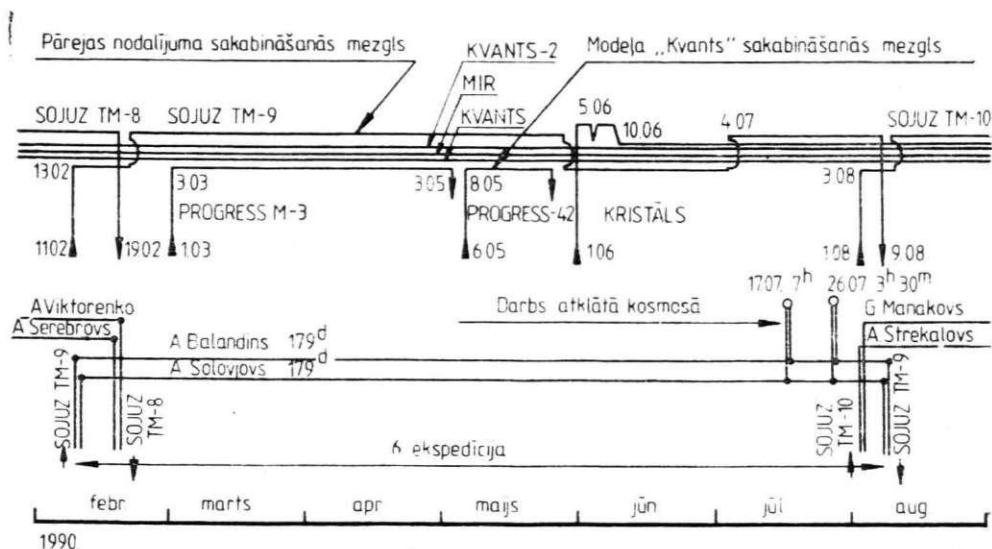 Pārejas nodalījuma sakabināšanās mezgls
Modeļa „Kvants" sakabināšanās mezgls
KVANTS-2
MIR
KVANTS
SOJUZ TM-8
SOJUZ TM-9
5.06
10.06
4.07
SOJUZ TM-10
13.02
3.03
3.05
8.05
3.08
PROGRESS M-3
PROGRESS-42
KRISTĀLS
11.02
19.02
1.03
6.05
1.06
1.08
9.08
17.07. 7h
26.07 3h 30m
Darbs atklātā kosmosā
A.Viktorenko
A Serebrovs
G Manakovs
A.Strekalovs
A Balandins 179d
A Solovjovs 179d
SOJUZ TM-9
SOJUZ TM-8
SOJUZ TM-10
SOJUZ TM-9
6 ekspedīcija
febr marts apr maijs jūn jūl aug
1990